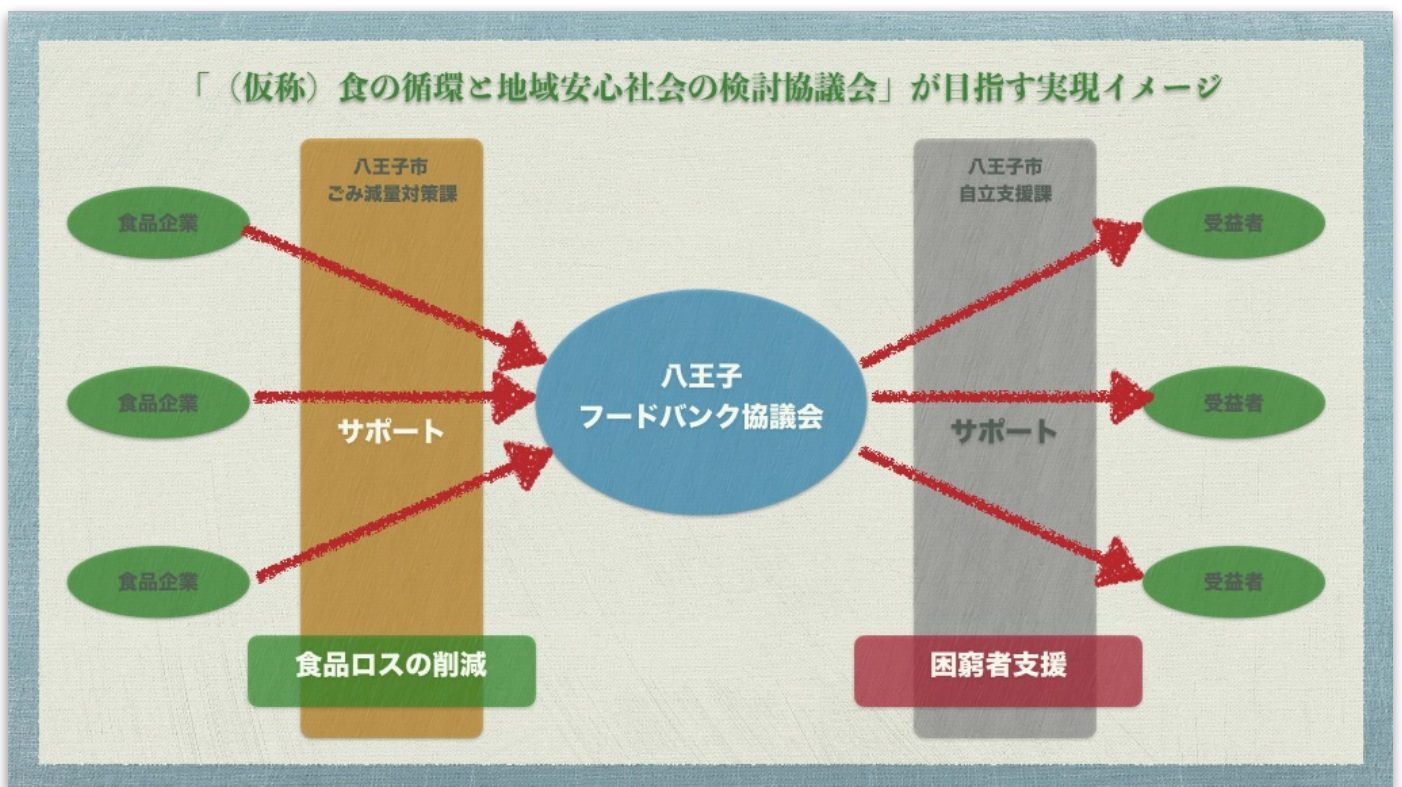 「（仮称）食の循環と地域安心社会の検討協議会」が目指す実現イメージ
八王子市
ごみ減量対策課
八王子市
自立支援課
食品企業
受益者
八王子
フードバンク協議会
食品企業
受益者
サポート
サポート
食品企業
受益者
食品ロスの削減
困窮者支援